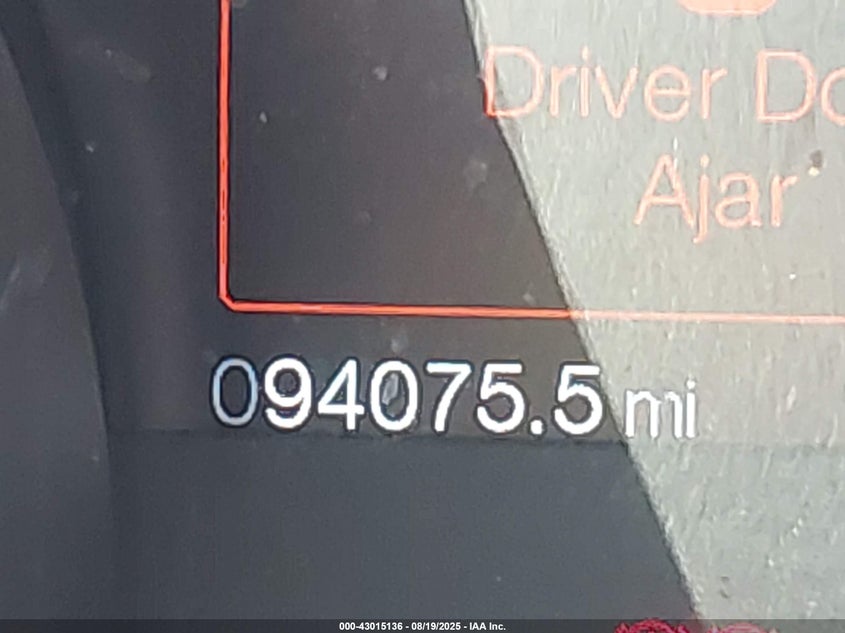 Driver Do
Ajar
094075.5 mi
000-43015136 - 08/19/2025 - IAA Inc.